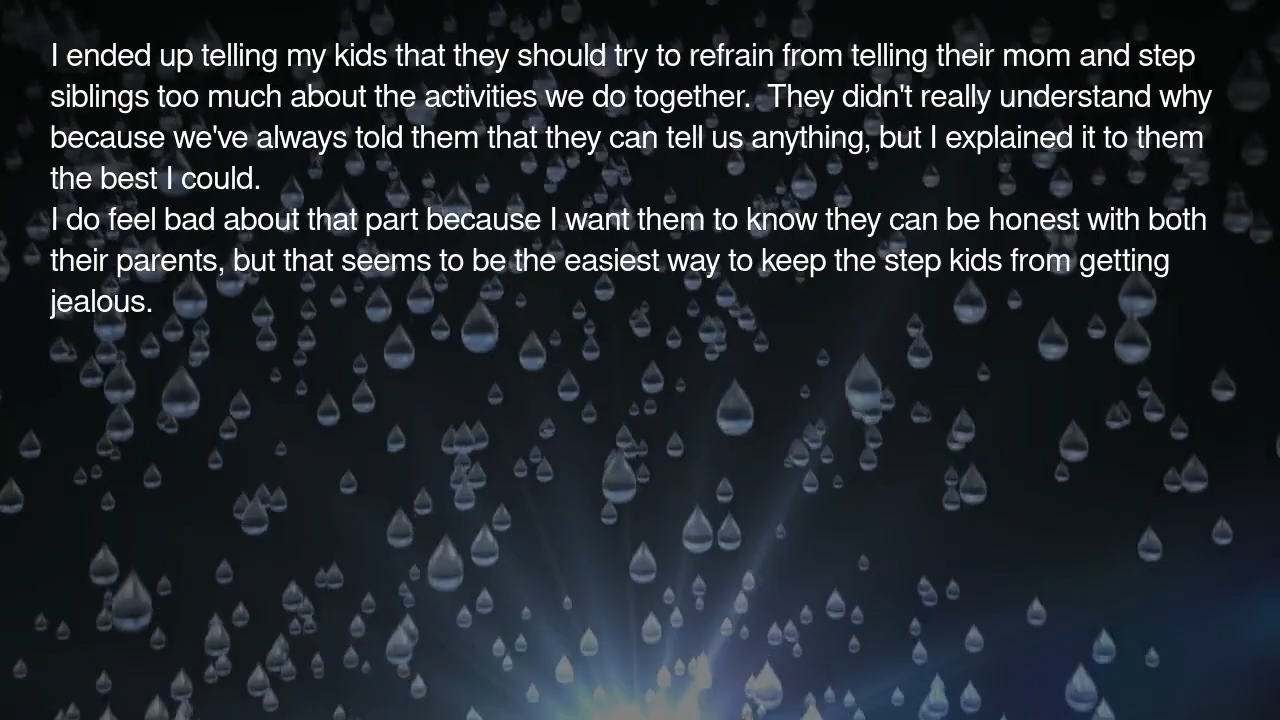 I ended up telling my kids that they should try to refrain from telling their mom and step
siblings too much about the activities we do together.  They didn't really understand why
because we've always told them that they can tell us anything, but I explained it to them
the best I could.
I do feel bad about that part because I want them to know they can be honest with both
their parents, but that seems to be the easiest way to keep the step kids from getting
jealous.